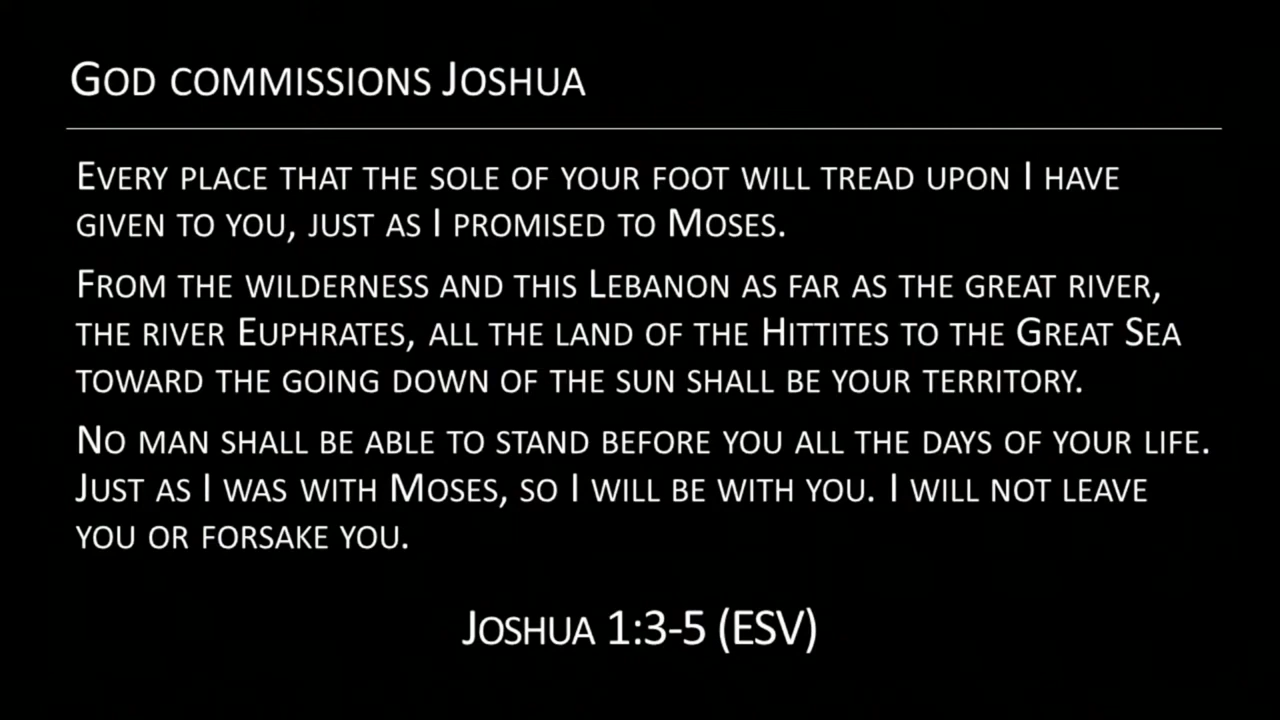 God commissions Joshua
Every place that the sole of your foot will tread upon I have
given to you, just as I promised to Moses.
From the wilderness and this Lebanon as far as the great river,
the river Euphrates, all the land of the Hittites to the Great Sea
toward the going down of the sun shall be your territory.
No man shall be able to stand before you all the days of your life.
Just as I was with Moses, so I will be with you. I will not leave
you or forsake you.
Joshua 1:3-5 (ESV)